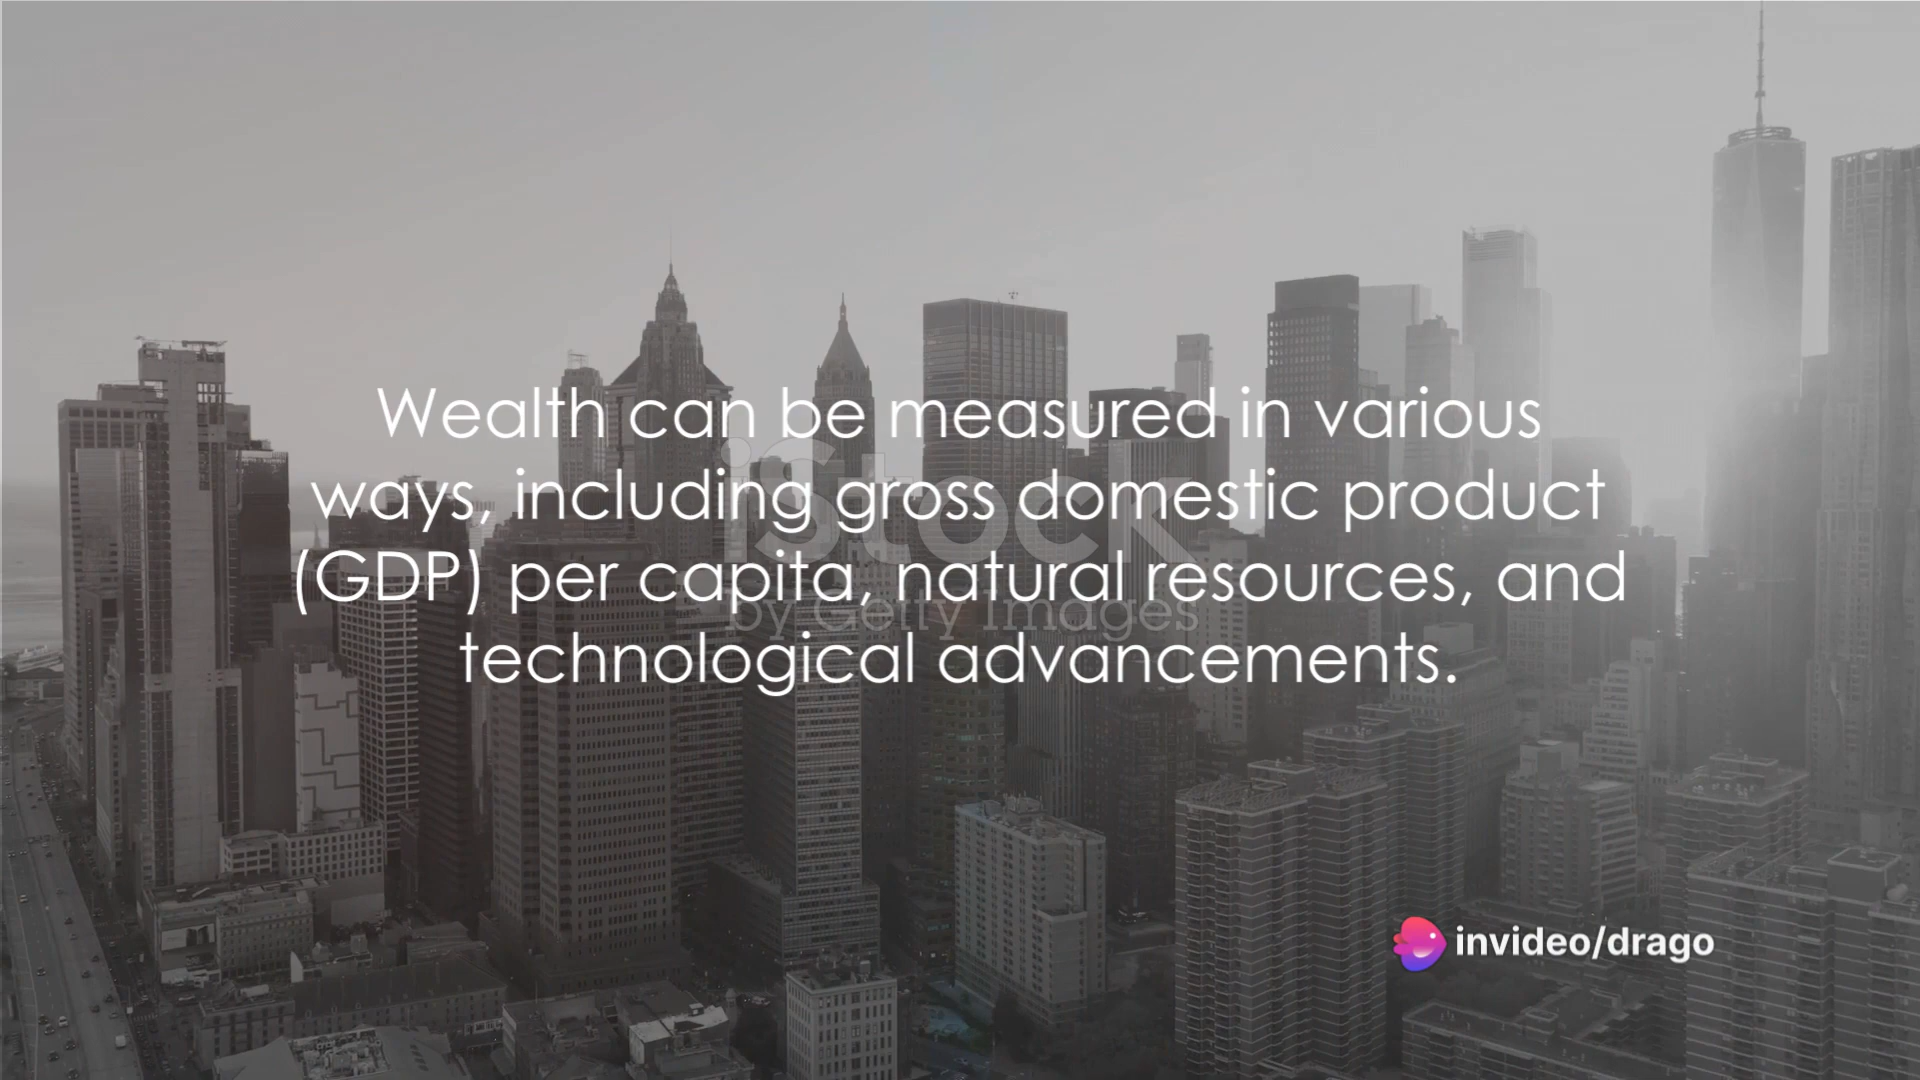 Wealth can be measured in various
ways, including gross domestic product
(GDP) per capita, natural resources, and
technological advancements.
iStock
by Getty Images
invideo/drago